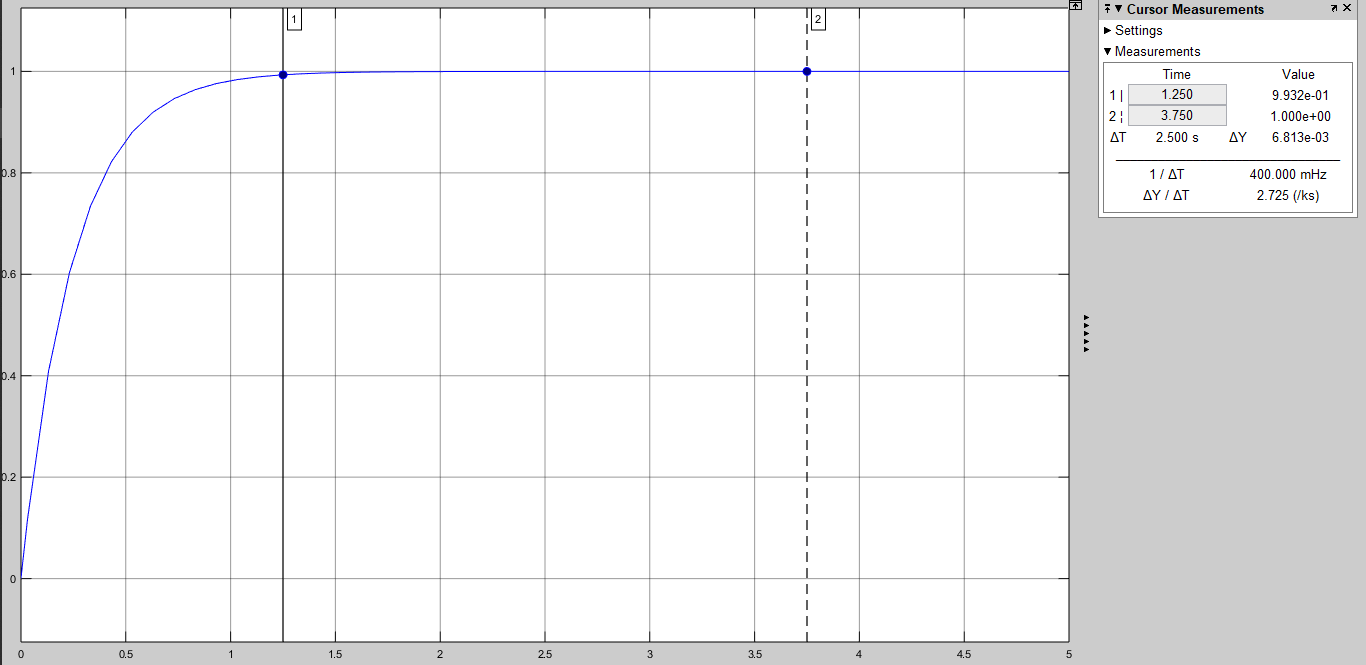 1
2
1
0.8
0.6
0.4
0.2
0
0 0.5 1 1.5 2 2.5 3 3.5 4 4.5 5
Cursor Measurements
Settings
Measurements
Time Value
1 | 1.250 9.932e-01
2 ¦ 3.750 1.000e+00
ΔT 2.500 s ΔY 6.813e-03
1 / ΔT 400.000 mHz
ΔY / ΔT 2.725 (/ks)